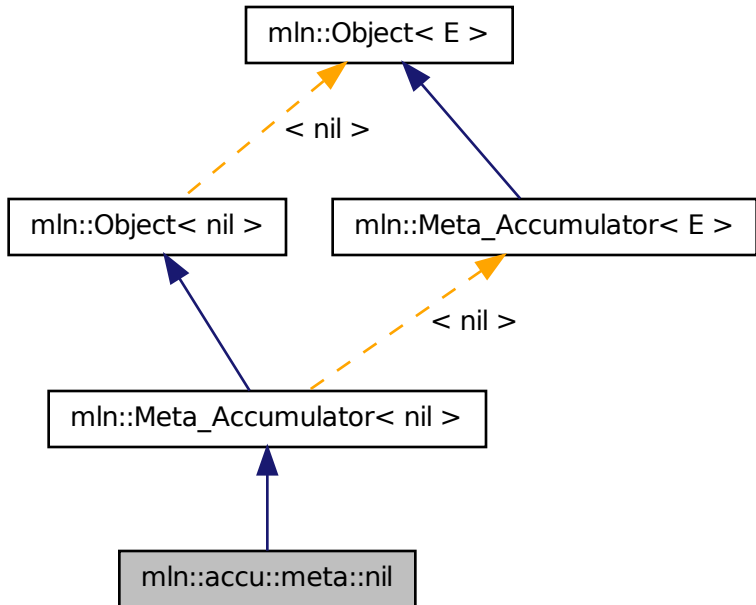 mln::Object< E >
< nil >
mln::Object< nil >
mln::Meta_Accumulator< E >
< nil >
mln::Meta_Accumulator< nil >
mln::accu::meta::nil